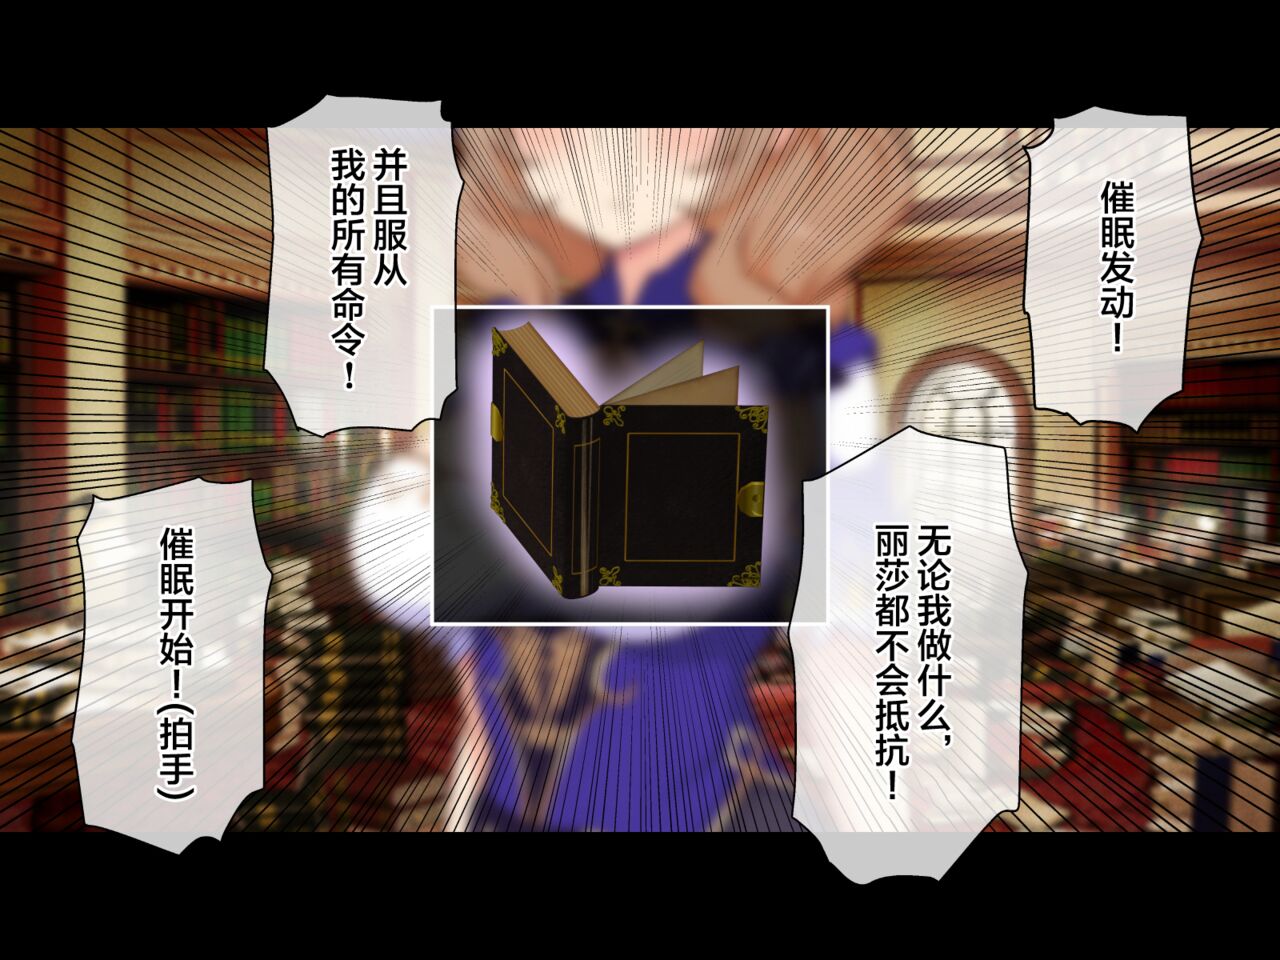 催眠发动！
无论我做什么，
丽莎都不会抵抗！
并且服从
我的所有命令！
催眠开始！(拍手)